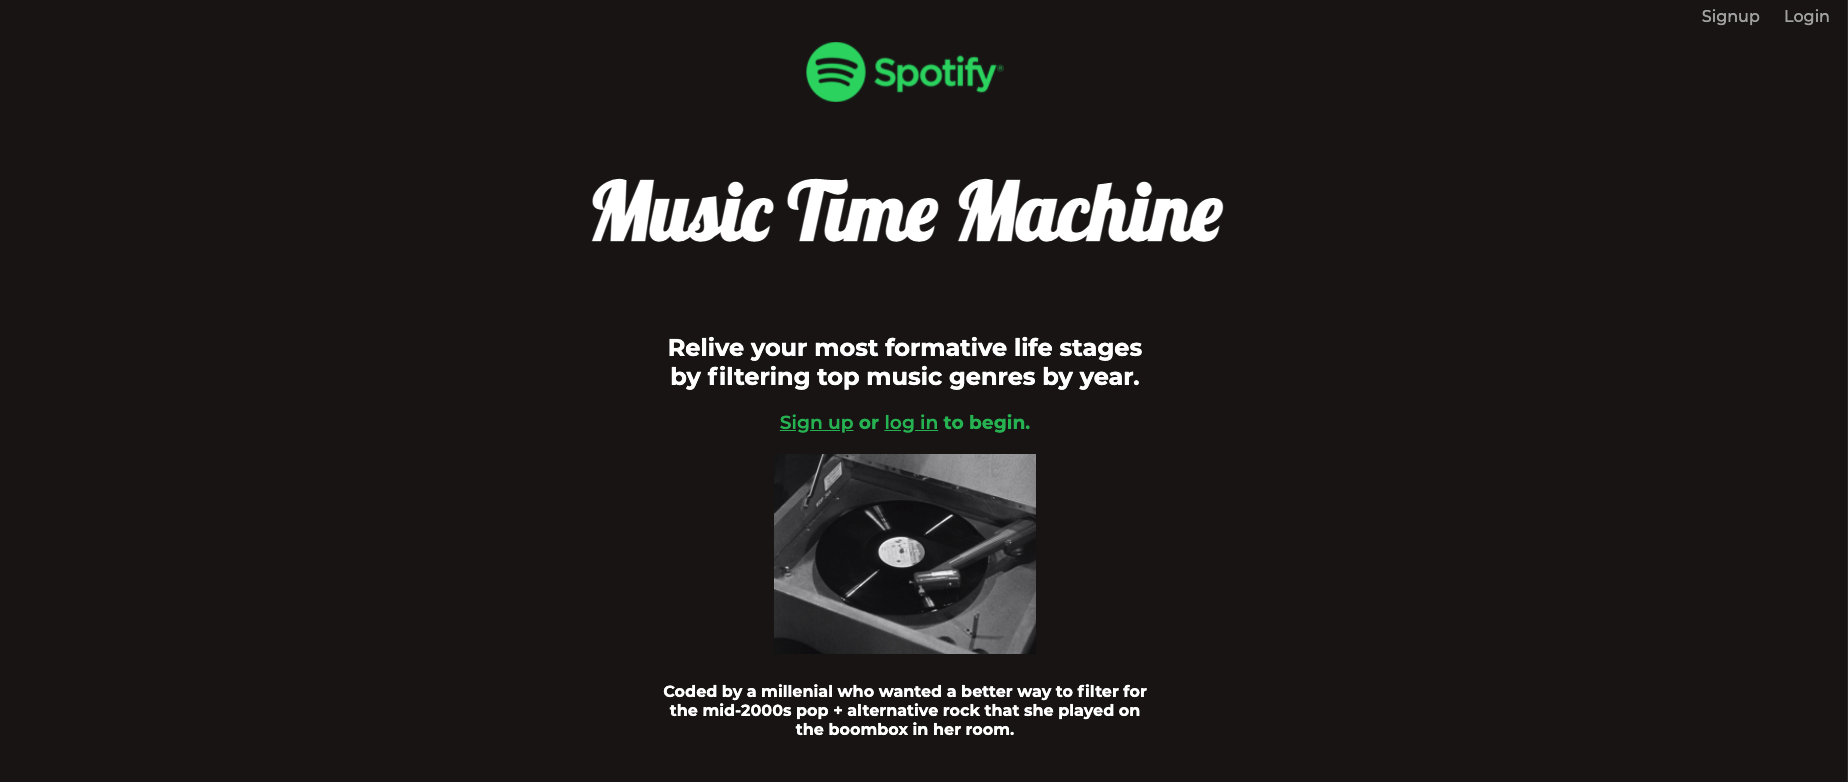 Signup Login
Spotify®
Music Time Machine
Relive your most formative life stages
by filtering top music genres by year.
Sign up or log in to begin.
Coded by a millenial who wanted a better way to filter for
the mid-2000s pop + alternative rock that she played on
the boombox in her room.